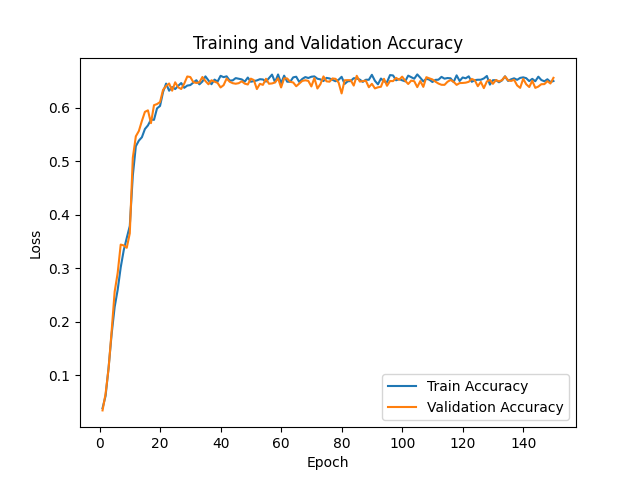 Training and Validation Accuracy
Loss
0.6
0.5
0.4
0.3
0.2
0.1
Train Accuracy
Validation Accuracy
0 20 40 60 80 100 120 140
Epoch